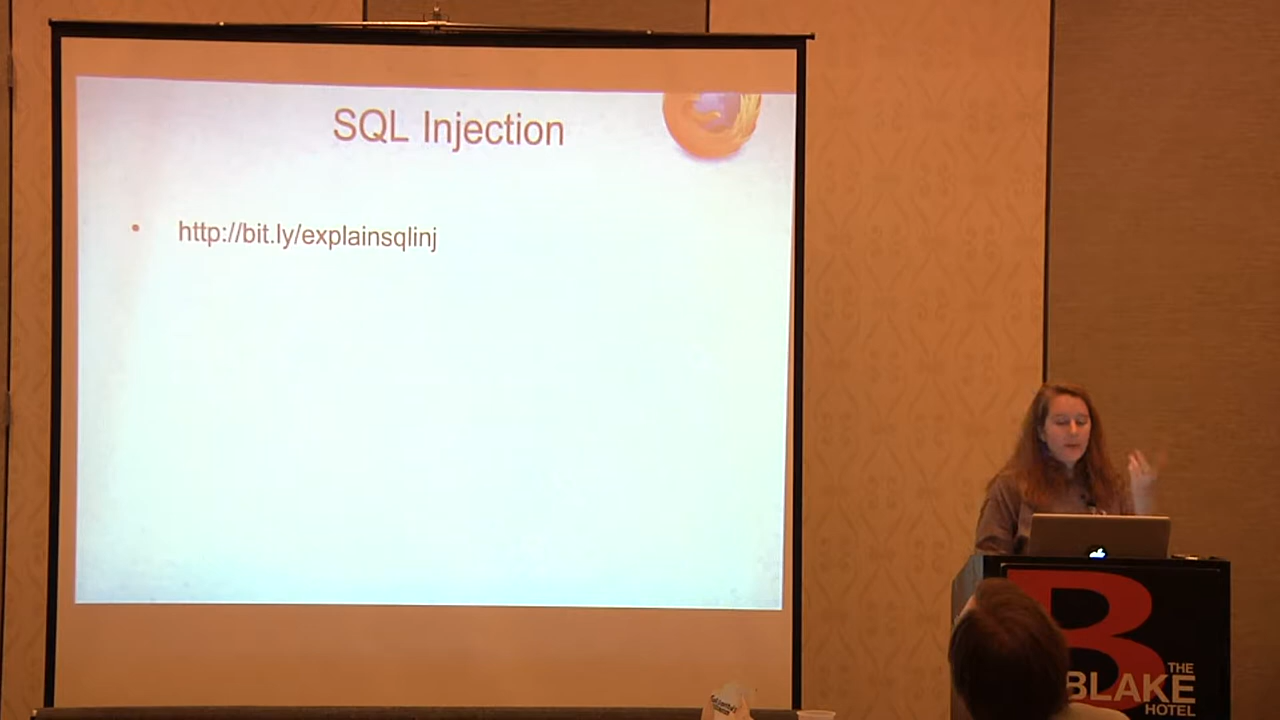 SQL Injection
• http://bit.ly/explainsqlinj
B
THE
BLAKE
HOTEL